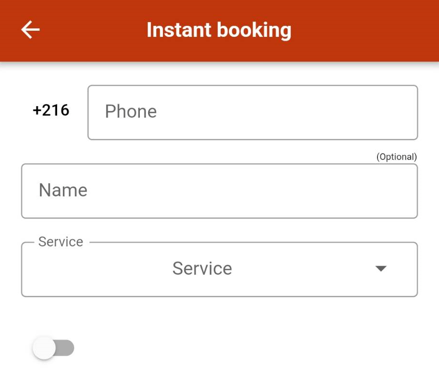 Instant booking
+216
Phone
(Optional)
Name
Service
Service